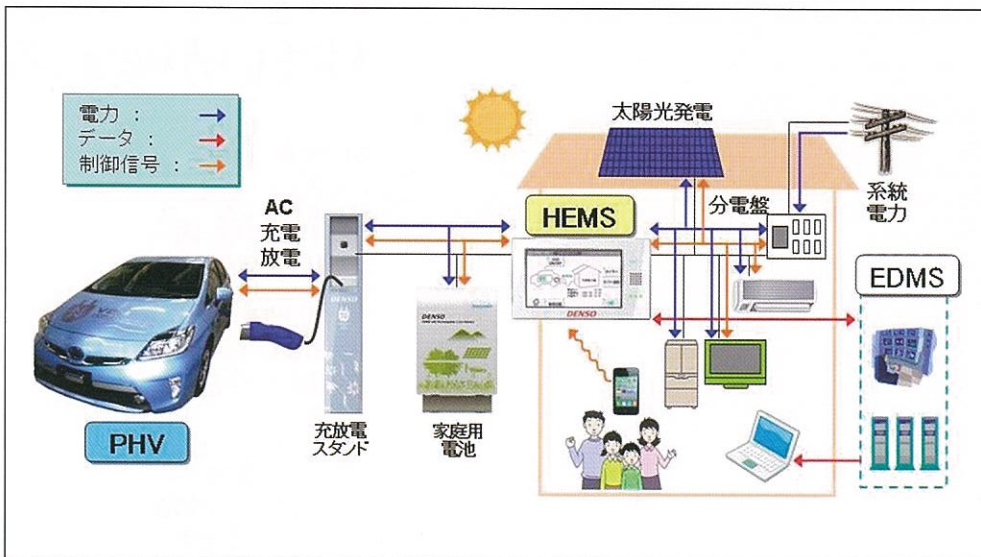 電力 :
データ :
制御信号 :
太陽光発電
系統
電力
分電盤
HEMS
AC
充電
放電
DENSO
DENSO
DENSO
EDMS
PHV
充放電
スタンド
家庭用
電池